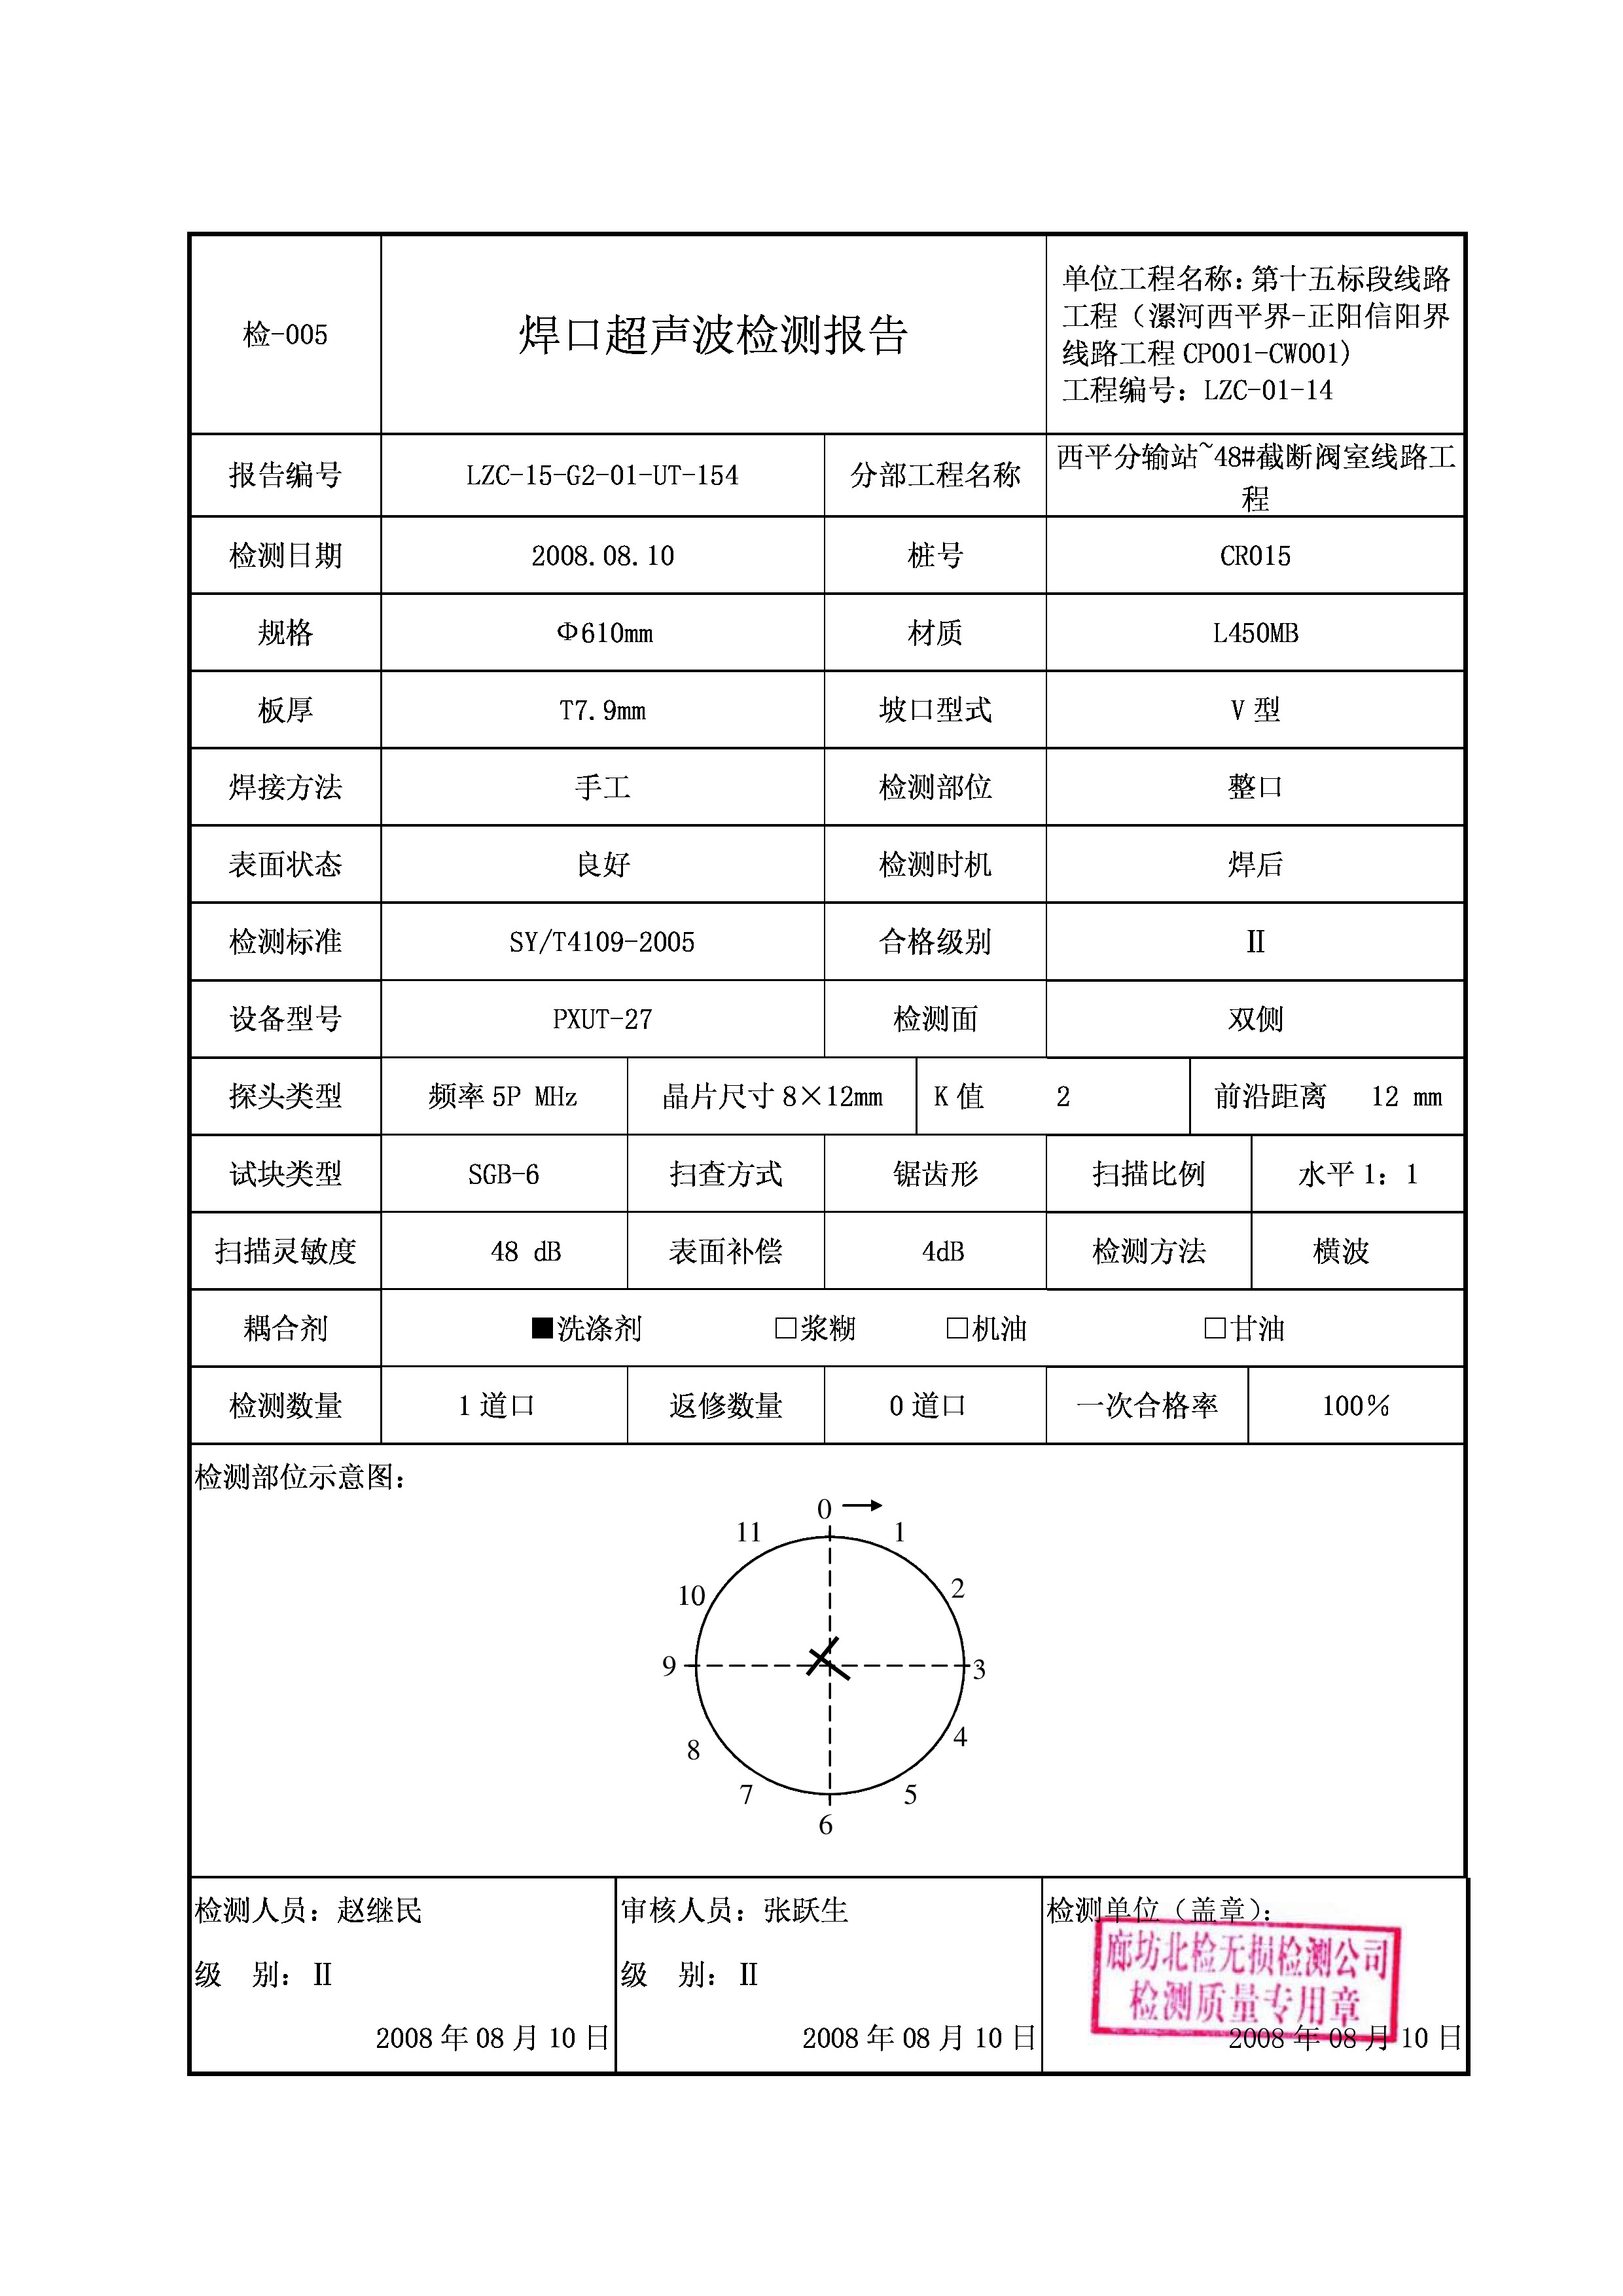 检-005
焊口超声波检测报告
单位工程名称：第十五标段线路
工程（漯河西平界-正阳信阳界
线路工程 CP001-CW001)
工程编号：LZC-01-14
报告编号 LZC-15-G2-01-UT-154 分部工程名称 西平分输站~48#截断阀室线路工
程
检测日期 2008.08.10 桩号 CR015
规格 Φ610mm 材质 L450MB
板厚 T7.9mm 坡口型式 V 型
焊接方法 手工 检测部位 整口
表面状态 良好 检测时机 焊后
检测标准 SY/T4109-2005 合格级别 Ⅱ
设备型号 PXUT-27 检测面 双侧
探头类型 频率 5P MHz 晶片尺寸 8×12mm K 值 2 前沿距离 12 mm
试块类型 SGB-6 扫查方式 锯齿形 扫描比例 水平 1：1
扫描灵敏度 48 dB 表面补偿 4dB 检测方法 横波
耦合剂 ■洗涤剂 □浆糊 □机油 □甘油
检测数量 1 道口 返修数量 0 道口 一次合格率 100%
检测部位示意图：
0
11 1
10 2
9 3
8 4
7 5
6
检测人员：赵继民 审核人员：张跃生 检测单位（盖章）：
廊坊北检无损检测公司
级 别：Ⅱ 级 别：Ⅱ
检测质量专用章
2008 年 08 月 10 日 2008 年 08 月 10 日 2008 年 08 月 10 日